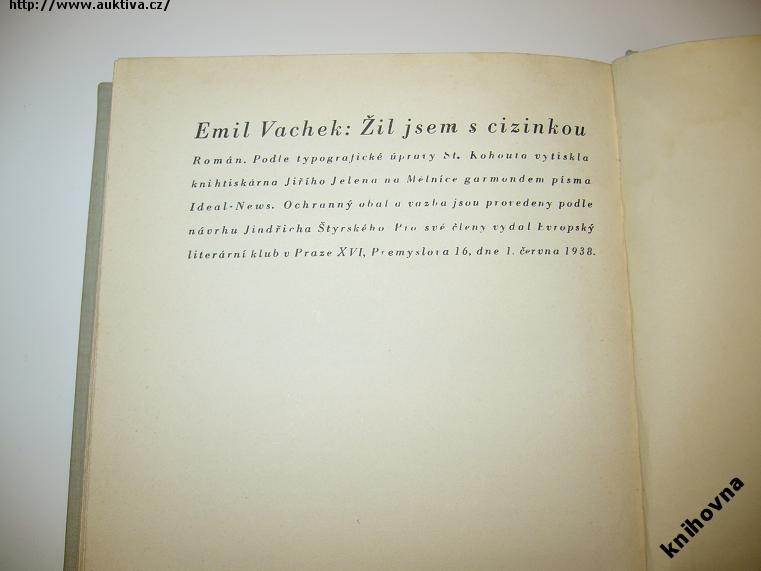 http://www.auktiva.cz/
Emil Vachek: Žil jsem s cizinkou
Román. Podle typografické úpravy St. Kohouta vytiskla
knihtiskárna Jiřího Jelena na Mělníce garmondem písma
Ideal-News. Ochranný obal a vazba jsou provedeny podle
návrhu Jindřicha Štyrského Pro své členy vydal Evropský
literární klub v Praze XVI, Přemyslova 16, dne 1. června 1938.
knihovna